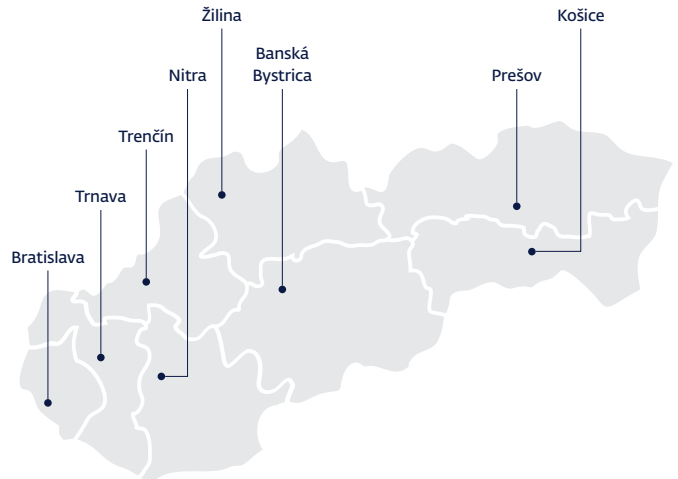 Žilina
Košice
Banská
Bystrica
Nitra
Prešov
Trenčín
Trnava
Bratislava